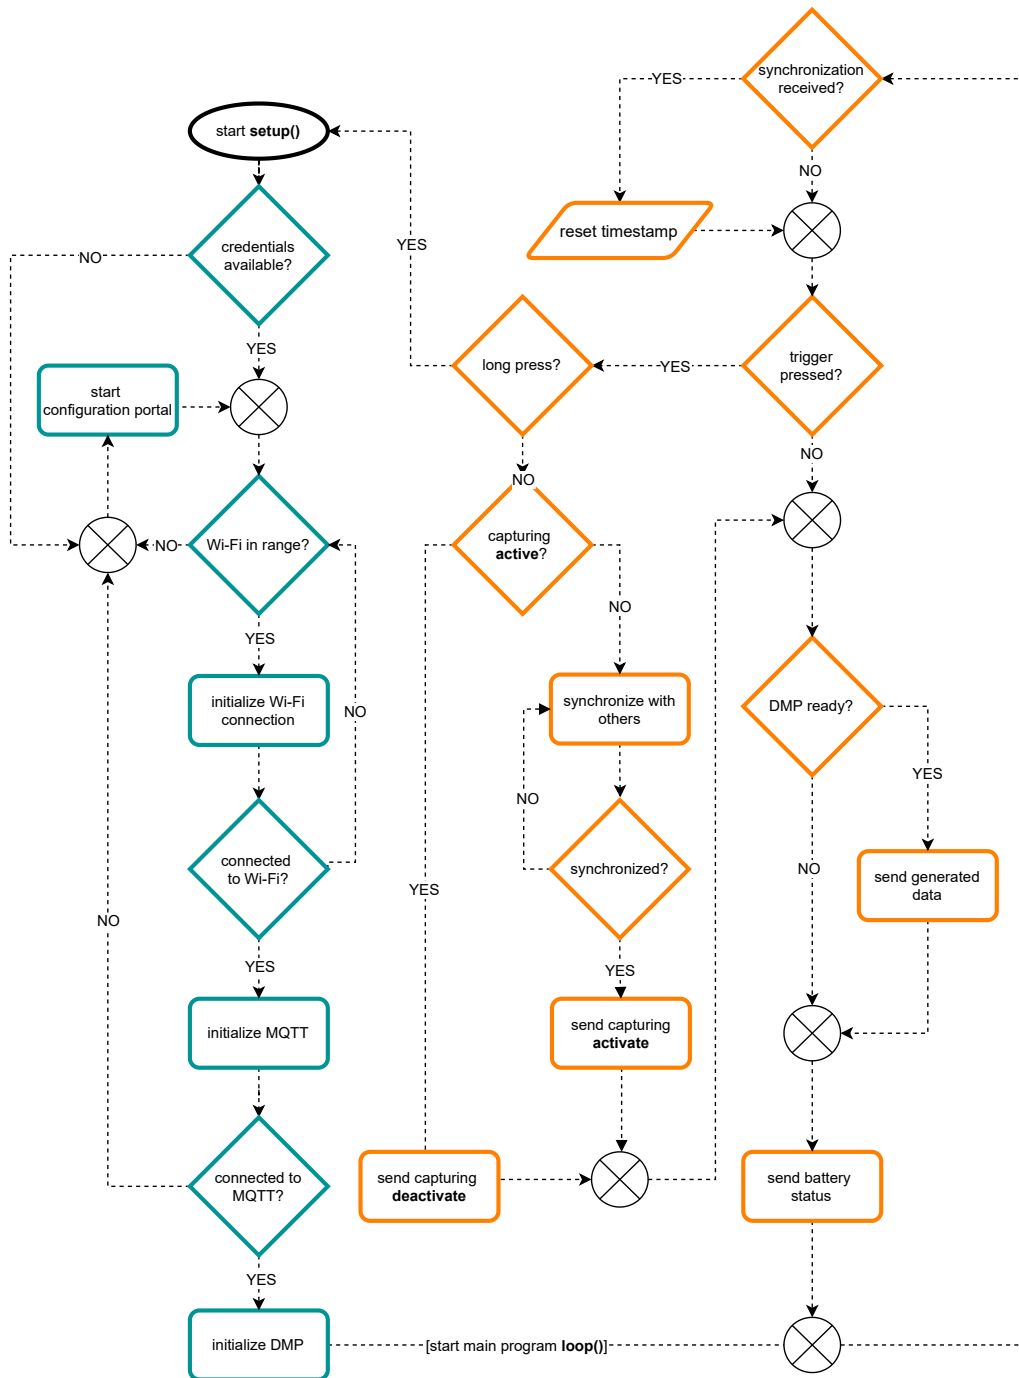 synchronization
received?
YES
NO
start setup()
reset timestamp
YES
credentials
available?
NO
YES
long press?
YES
trigger
pressed?
start
configuration portal
NO
NO
Wi-Fi in range?
NO
capturing
active?
NO
YES
initialize Wi-Fi
connection
NO
synchronize with
others
DMP ready?
YES
NO
connected
to Wi-Fi?
synchronized?
NO
send generated
data
YES
NO
YES
YES
initialize MQTT
send capturing
activate
connected to
MQTT?
send capturing
deactivate
send battery
status
YES
initialize DMP
[start main program loop()]